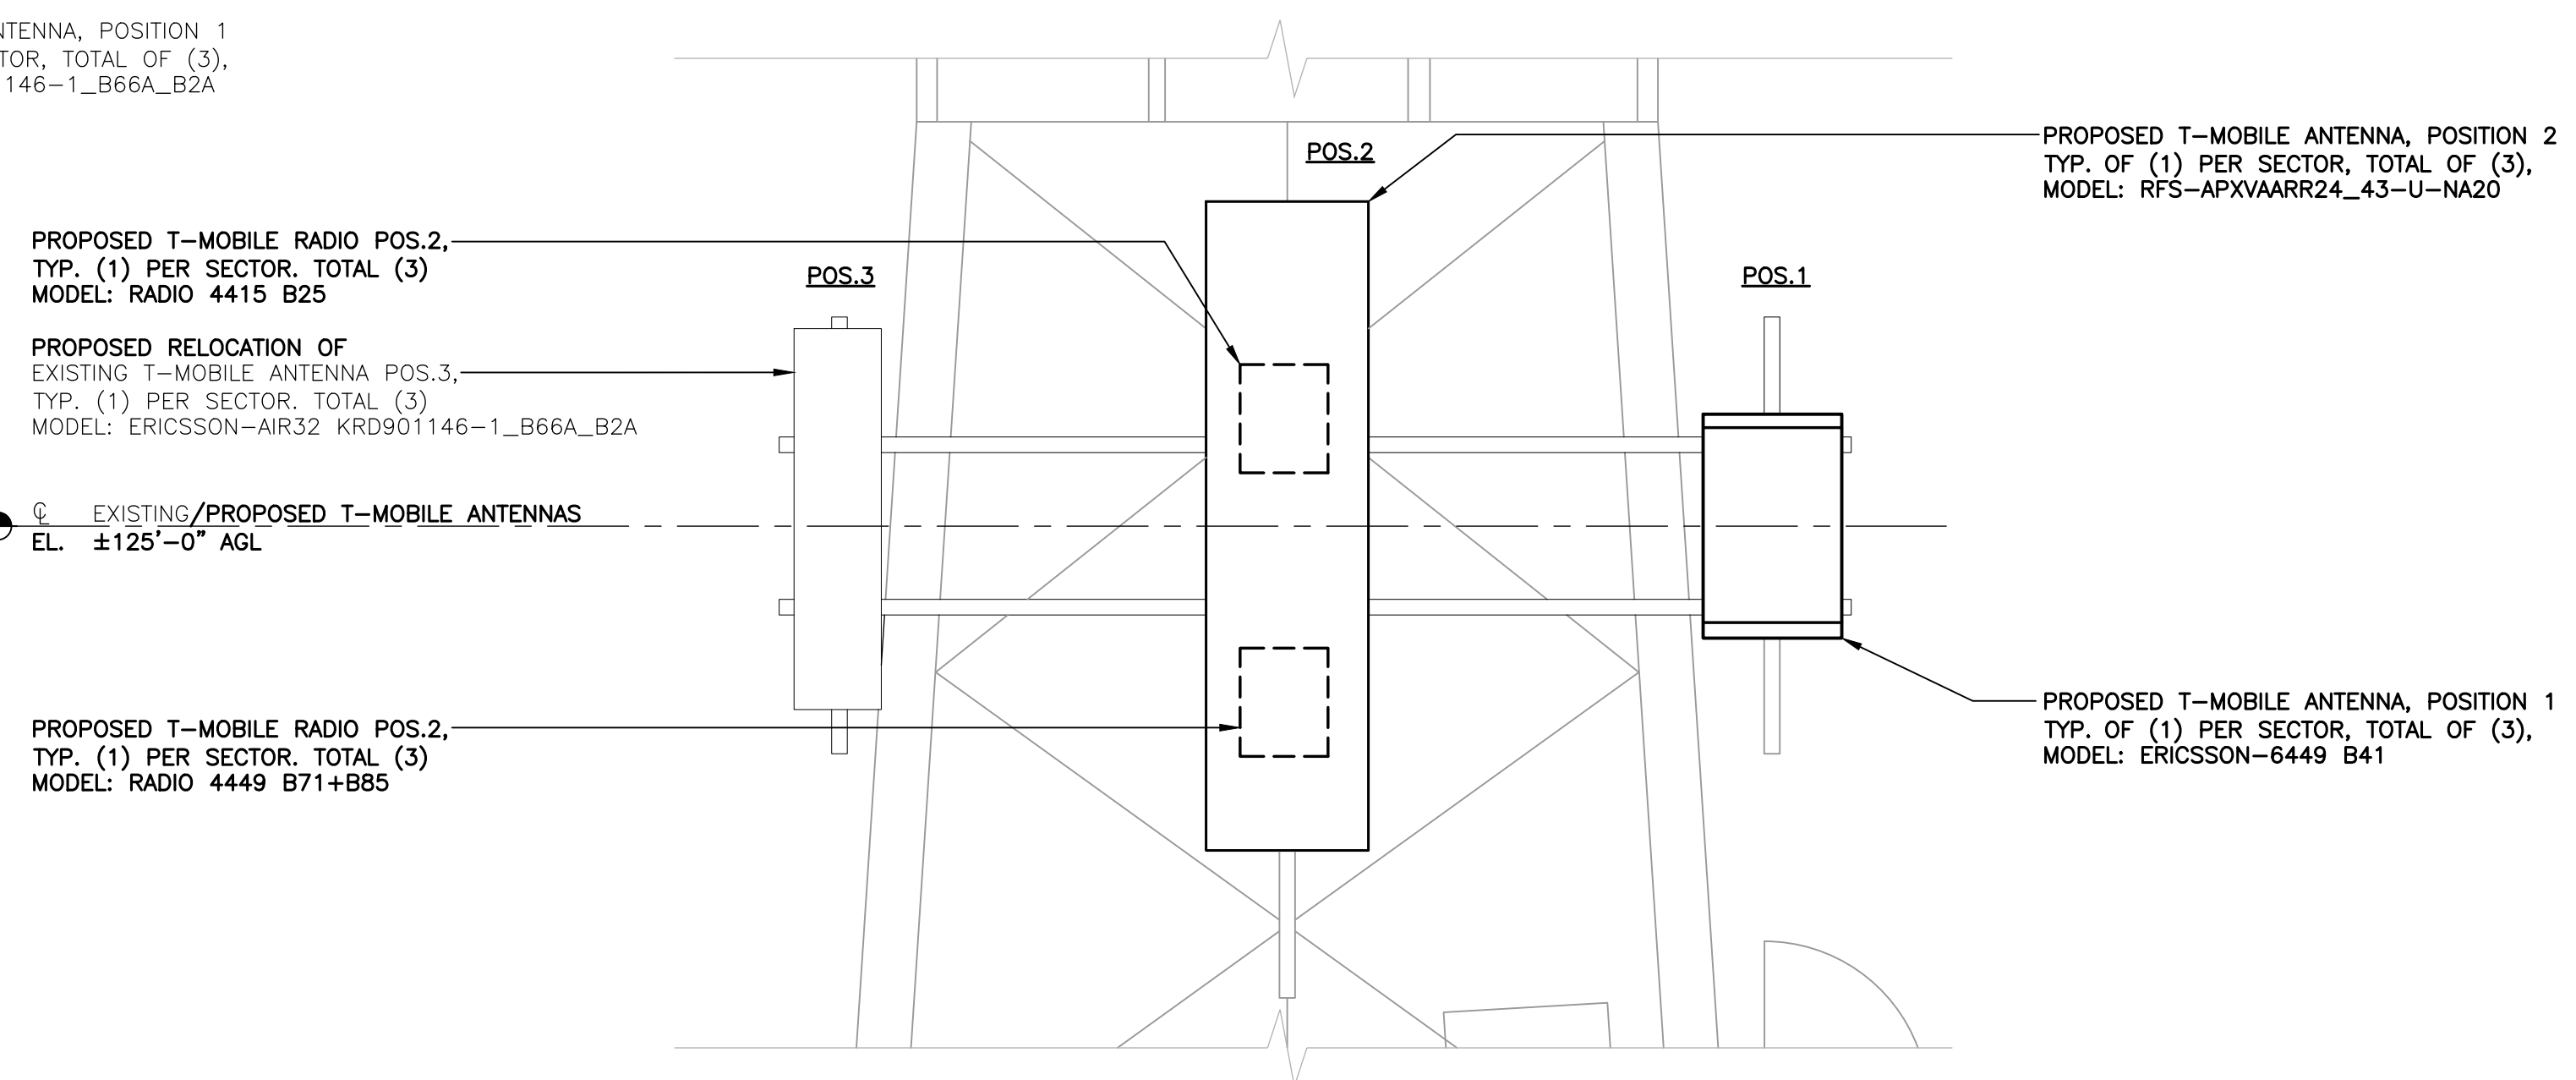 NTENNA, POSITION 1
TOR, TOTAL OF (3),
146-1_B66A_B2A
POS.2
PROPOSED T-MOBILE ANTENNA, POSITION 2
TYP. OF (1) PER SECTOR, TOTAL OF (3),
MODEL: RFS-APXVAARR24_43-U-NA20
PROPOSED T-MOBILE RADIO POS.2,
TYP. (1) PER SECTOR. TOTAL (3)
MODEL: RADIO 4415 B25
POS.3
POS.1
PROPOSED RELOCATION OF
EXISTING T-MOBILE ANTENNA POS.3,
TYP. (1) PER SECTOR. TOTAL (3)
MODEL: ERICSSON-AIR32 KRD901146-1_B66A_B2A
℄ EXISTING/PROPOSED T-MOBILE ANTENNAS
EL. ±125'-0" AGL
PROPOSED T-MOBILE RADIO POS.2,
TYP. (1) PER SECTOR. TOTAL (3)
MODEL: RADIO 4449 B71+B85
PROPOSED T-MOBILE ANTENNA, POSITION 1
TYP. OF (1) PER SECTOR, TOTAL OF (3),
MODEL: ERICSSON-6449 B41